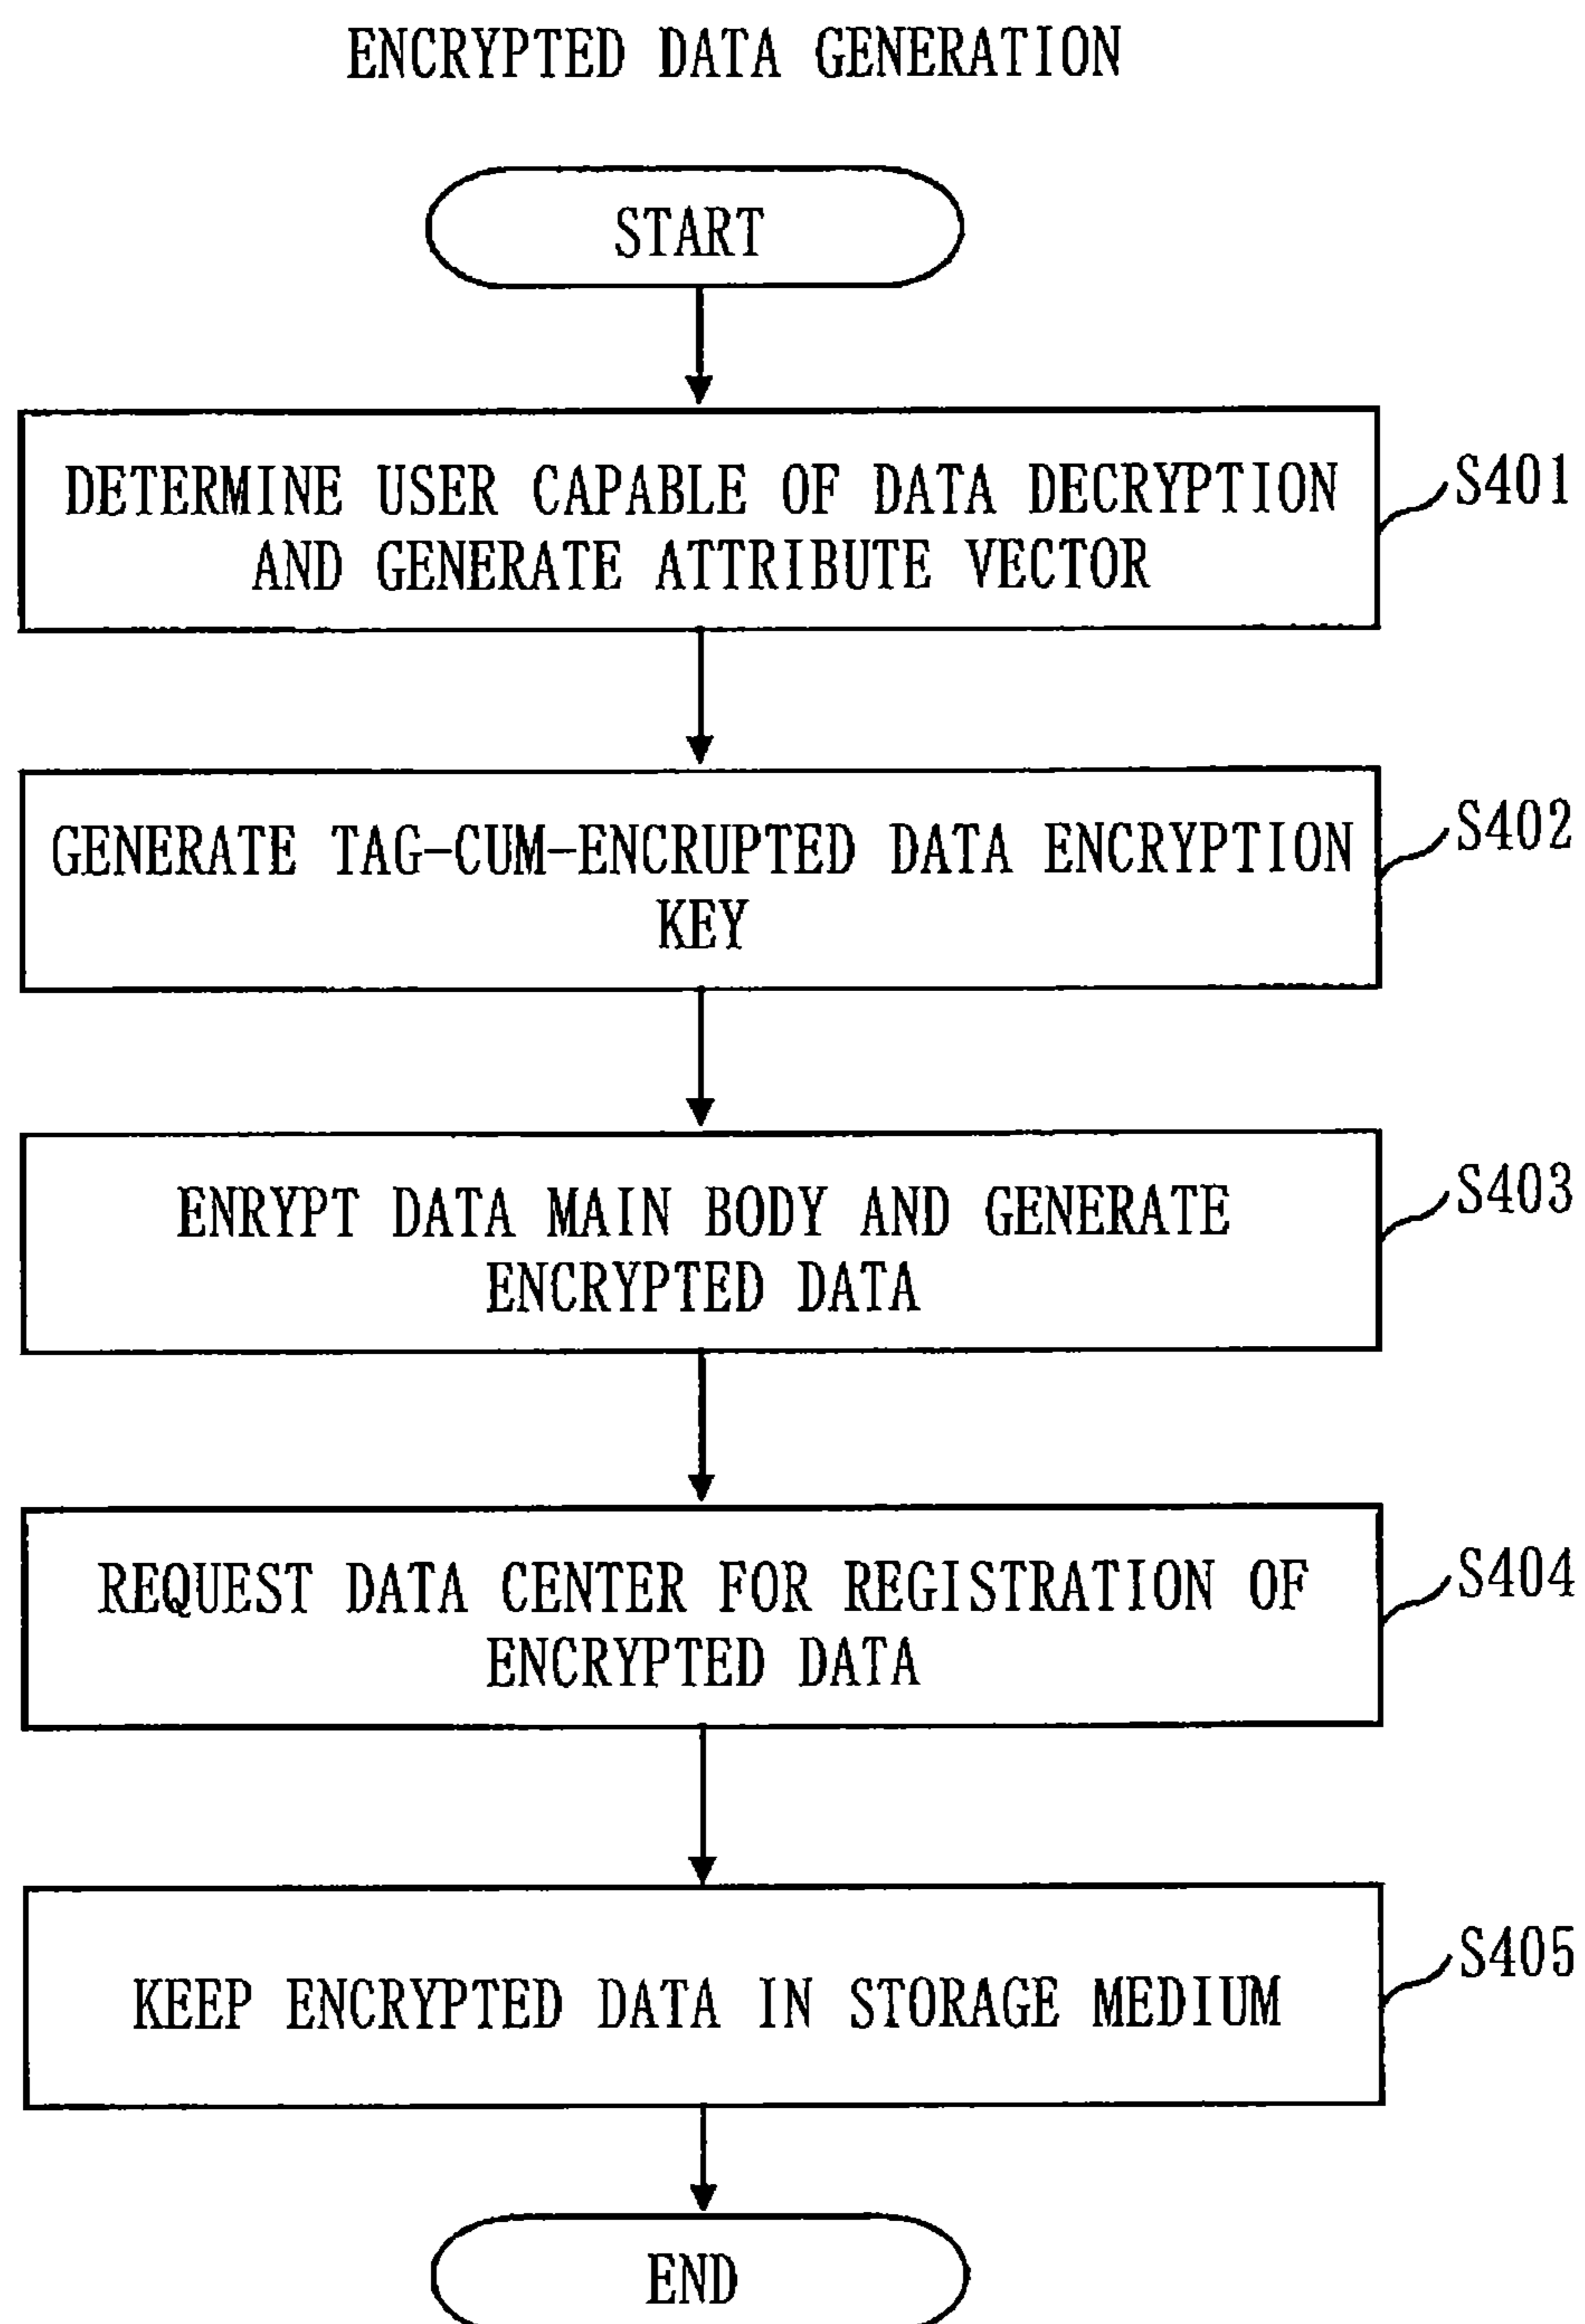 ENCRYPTED DATA GENERATION
START
DETERMINE USER CAPABLE OF DATA DECRYPTION
AND GENERATE ATTRIBUTE VECTOR
S401
GENERATE TAG-CUM-ENCRUPTED DATA ENCRYPTION
KEY
S402
ENRYPT DATA MAIN BODY AND GENERATE
ENCRYPTED DATA
S403
REQUEST DATA CENTER FOR REGISTRATION OF
ENCRYPTED DATA
S404
KEEP ENCRYPTED DATA IN STORAGE MEDIUM
S405
END